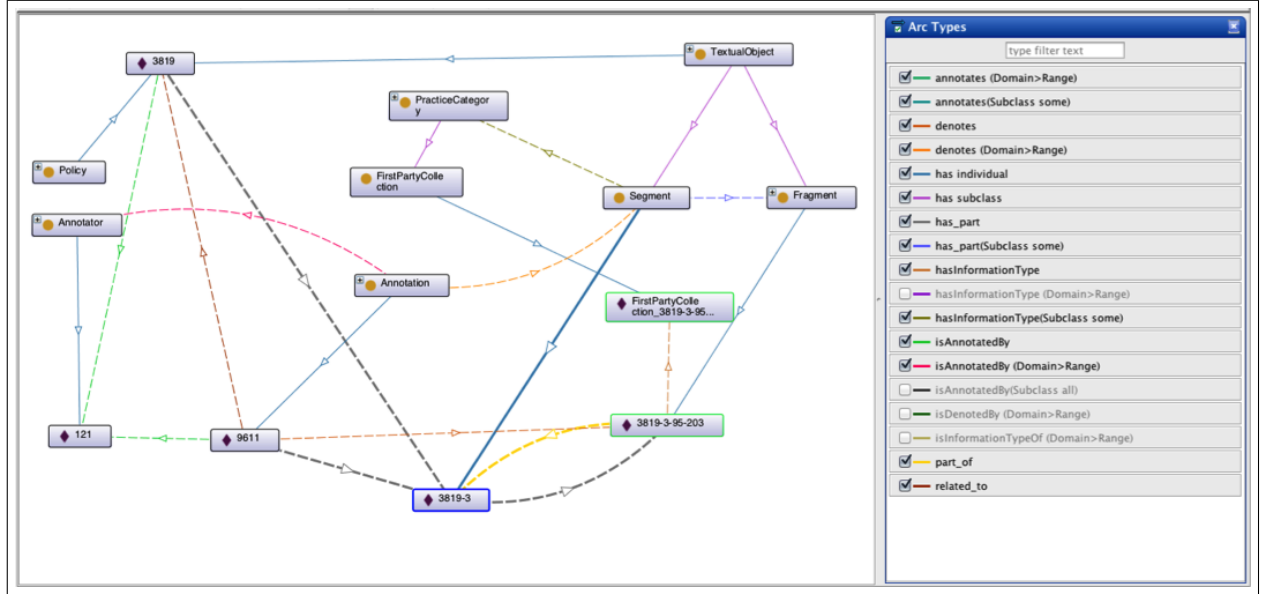 3819
TextualObject
PracticeCategor
y
Policy
FirstPartyColle
ction
Segment
Fragment
Annotator
Annotation
FirstPartyColle
ction_3819-3-95...
121
9611
3819-3-95-203
3819-3
Arc Types
type filter text
annotates (Domain>Range)
annotates(Subclass some)
denotes
denotes (Domain>Range)
has individual
has subclass
has_part
has_part(Subclass some)
hasInformationType
hasInformationType (Domain>Range)
hasInformationType(Subclass some)
isAnnotatedBy
isAnnotatedBy (Domain>Range)
isAnnotatedBy(Subclass all)
isDenotedBy (Domain>Range)
isInformationTypeOf (Domain>Range)
part_of
related_to